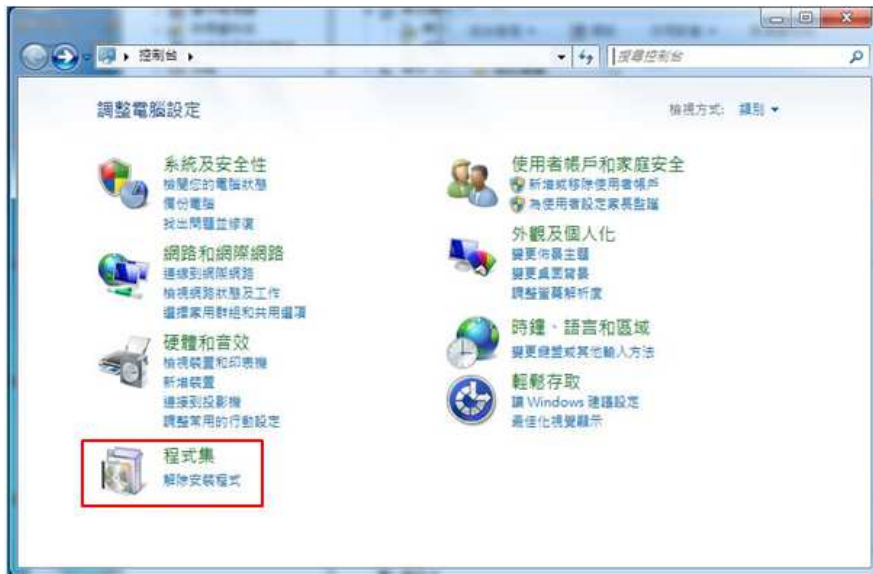 控制台
搜尋控制台
調整電腦設定
檢視方式: 類別
系統及安全性
檢閱您的電腦狀態
備份電腦
找出問題並修復
網路和網際網路
連線到網際網路
檢視網路狀態及工作
選擇家用群組和共用選項
硬體和音效
檢視裝置和印表機
新增裝置
連接到投影機
調整常用的行動設定
程式集
解除安裝程式
使用者帳戶和家庭安全
新增或移除使用者帳戶
為使用者設定家長監護
外觀及個人化
變更佈景主題
變更桌面背景
調整螢幕解析度
時鐘、語言和區域
變更鍵盤或其他輸入方法
輕鬆存取
讓 Windows 建議設定
最佳化視覺顯示